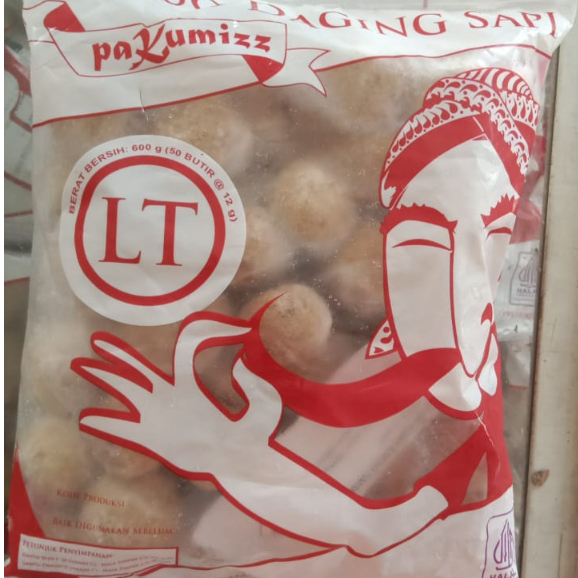 DAGING SAPI
paKumizz
BERAT BERSIH: 600 g (50 BUTIR @ 12 g)
LT
HALAL
KODE PRODUKSI:
BAIK DIGUNAKAN SEBELUM:
PETUNJUK PENYIMPANAN